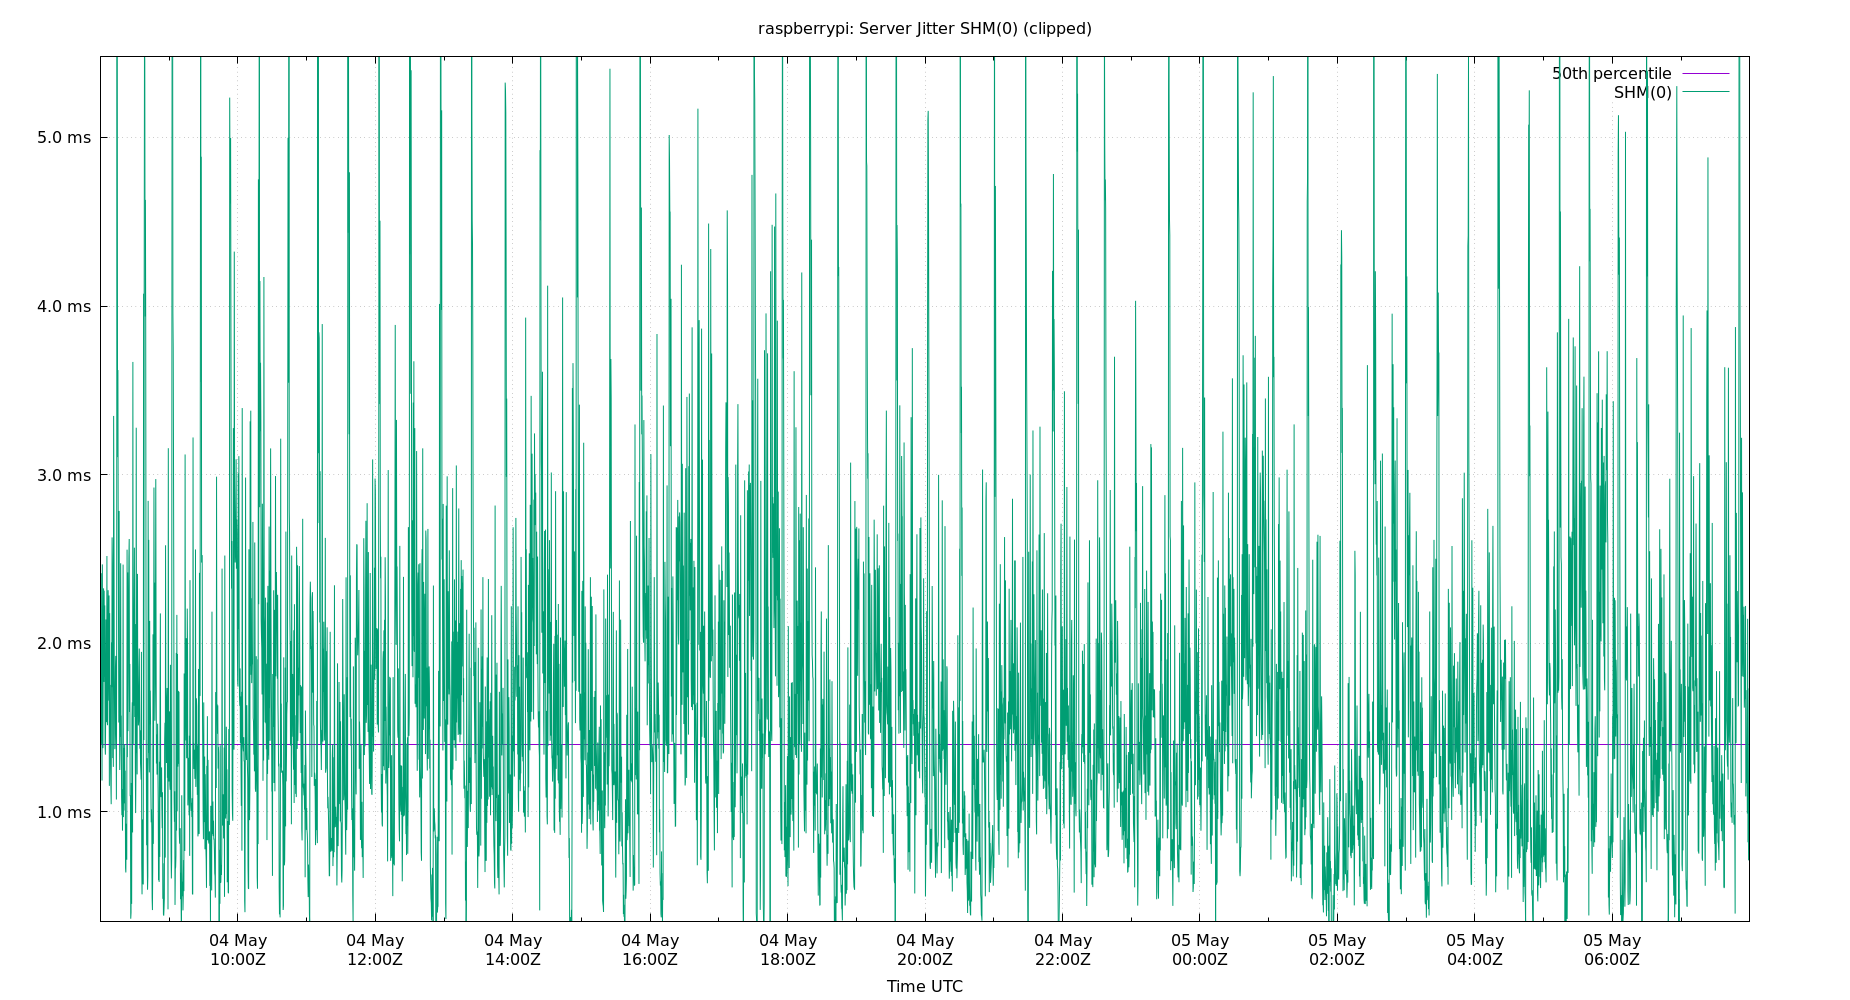 raspberrypi: Server Jitter SHM(0) (clipped)
50th percentile
SHM(0)
5.0 ms
4.0 ms
3.0 ms
2.0 ms
1.0 ms
04 May 04 May 04 May 04 May 04 May 04 May 04 May 05 May 05 May 05 May 05 May
10:00Z 12:00Z 14:00Z 16:00Z 18:00Z 20:00Z 22:00Z 00:00Z 02:00Z 04:00Z 06:00Z
Time UTC